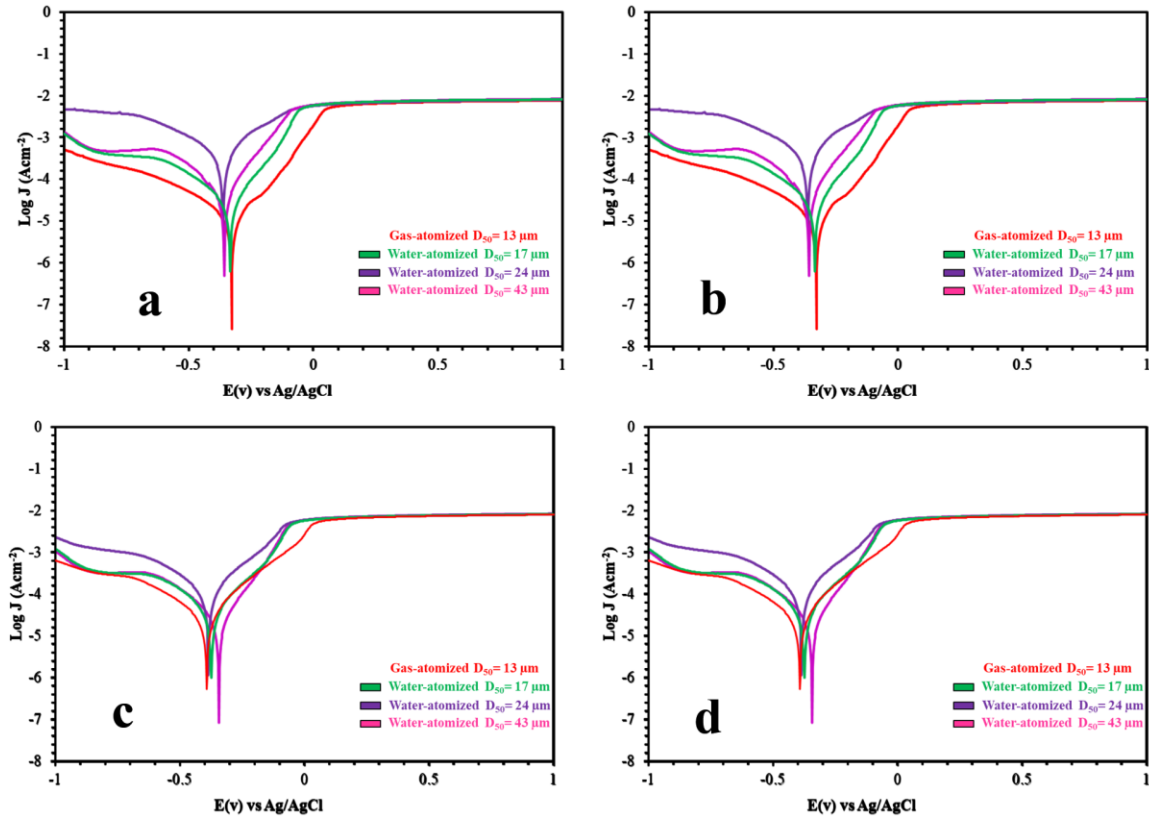 0
-1
-2
-3
-4
-5
-6
-7
-8
Log J (Acm⁻²)
Gas-atomized D₅₀= 13 µm
Water-atomized D₅₀= 17 µm
Water-atomized D₅₀= 24 µm
Water-atomized D₅₀= 43 µm
a
-1 -0.5 0 0.5 1
E(v) vs Ag/AgCl
0
-1
-2
-3
-4
-5
-6
-7
-8
Log J (Acm⁻²)
Gas-atomized D₅₀= 13 µm
Water-atomized D₅₀= 17 µm
Water-atomized D₅₀= 24 µm
Water-atomized D₅₀= 43 µm
b
-1 -0.5 0 0.5 1
E(v) vs Ag/AgCl
0
-1
-2
-3
-4
-5
-6
-7
-8
Log J (Acm⁻²)
Gas-atomized D₅₀= 13 µm
Water-atomized D₅₀= 17 µm
Water-atomized D₅₀= 24 µm
Water-atomized D₅₀= 43 µm
c
-1 -0.5 0 0.5 1
E(v) vs Ag/AgCl
0
-1
-2
-3
-4
-5
-6
-7
-8
Log J (Acm⁻²)
Gas-atomized D₅₀= 13 µm
Water-atomized D₅₀= 17 µm
Water-atomized D₅₀= 24 µm
Water-atomized D₅₀= 43 µm
d
-1 -0.5 0 0.5 1
E(v) vs Ag/AgCl